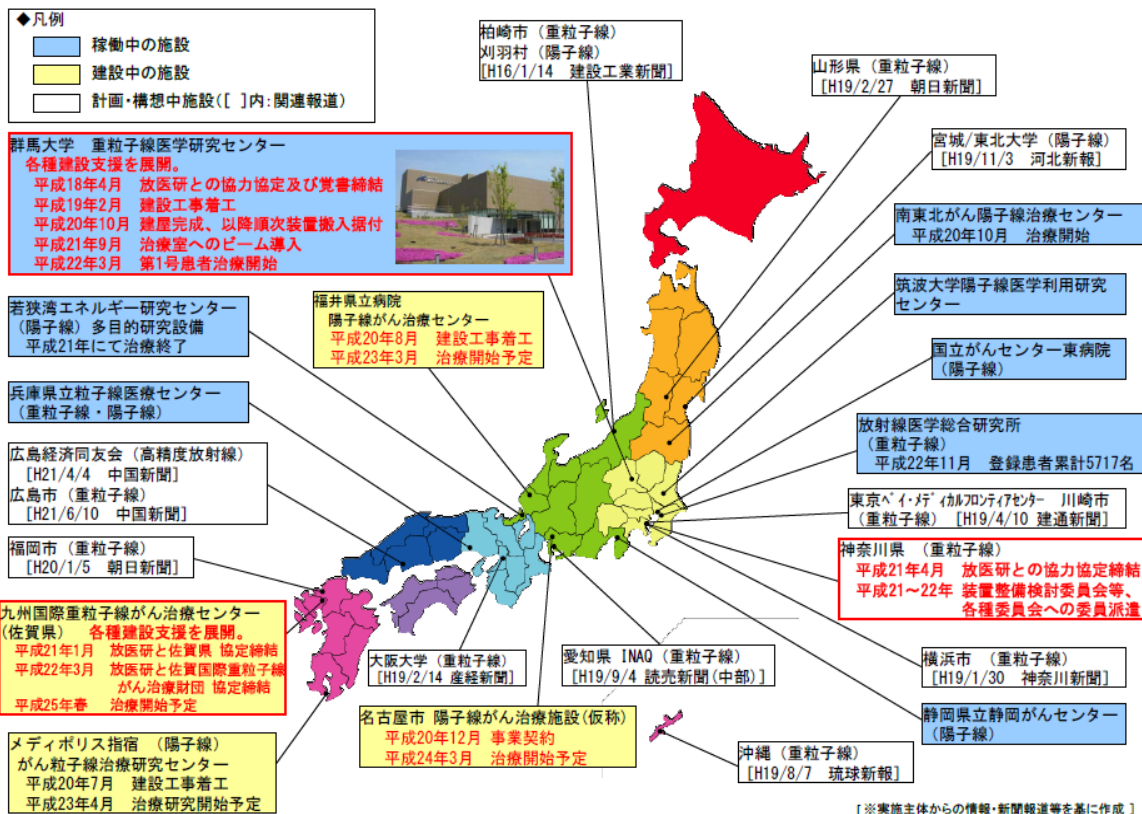 ◆凡例
稼働中の施設
建設中の施設
計画・構想中施設([ ]内:関連報道)
柏崎市（重粒子線）
刈羽村（陽子線）
[H16/1/14 建設工業新聞]
山形県（重粒子線）
[H19/2/27 朝日新聞]
宮城/東北大学（陽子線）
[H19/11/3 河北新報]
群馬大学 重粒子線医学研究センター
各種建設支援を展開。
平成18年4月 放医研との協力協定及び覚書締結
平成19年2月 建設工事着工
平成20年10月 建屋完成、以降順次装置搬入据付
平成21年9月 治療室へのビーム導入
平成22年3月 第1号患者治療開始
南東北がん陽子線治療センター
平成20年10月 治療開始
筑波大学陽子線医学利用研究
センター
国立がんセンター東病院
（陽子線）
若狭湾エネルギー研究センター
（陽子線）多目的研究設備
平成21年にて治療終了
福井県立病院
陽子線がん治療センター
平成20年8月 建設工事着工
平成23年3月 治療開始予定
兵庫県立粒子線医療センター
（重粒子線・陽子線）
放射線医学総合研究所
（重粒子線）
平成22年11月 登録患者累計5717名
広島経済同友会（高精度放射線）
[H21/4/4 中国新聞]
広島市（重粒子線）
[H21/6/10 中国新聞]
東京ベイ・メディカルフロンティアセンター 川崎市
（重粒子線） [H19/4/10 建通新聞]
福岡市（重粒子線）
[H20/1/5 朝日新聞]
神奈川県 （重粒子線）
平成21年4月 放医研との協力協定締結
平成21～22年 装置整備検討委員会等、
各種委員会への委員派遣
九州国際重粒子線がん治療センター
(佐賀県) 各種建設支援を展開。
平成21年1月 放医研と佐賀県 協定締結
平成22年3月 放医研と佐賀国際重粒子線
がん治療財団 協定締結
平成25年春 治療開始予定
大阪大学（重粒子線）
[H19/2/14 産経新聞]
愛知県 INAQ（重粒子線）
[H19/9/4 読売新聞(中部)]
横浜市 （重粒子線）
[H19/1/30 神奈川新聞]
名古屋市 陽子線がん治療施設(仮称)
平成20年12月 事業契約
平成24年3月 治療開始予定
静岡県立静岡がんセンター
（陽子線）
メディポリス指宿 （陽子線）
がん粒子線治療研究センター
平成20年7月 建設工事着工
平成23年4月 治療研究開始予定
沖縄（重粒子線）
[H19/8/7 琉球新報]
[※実施主体からの情報・新聞報道等を基に作成 ]